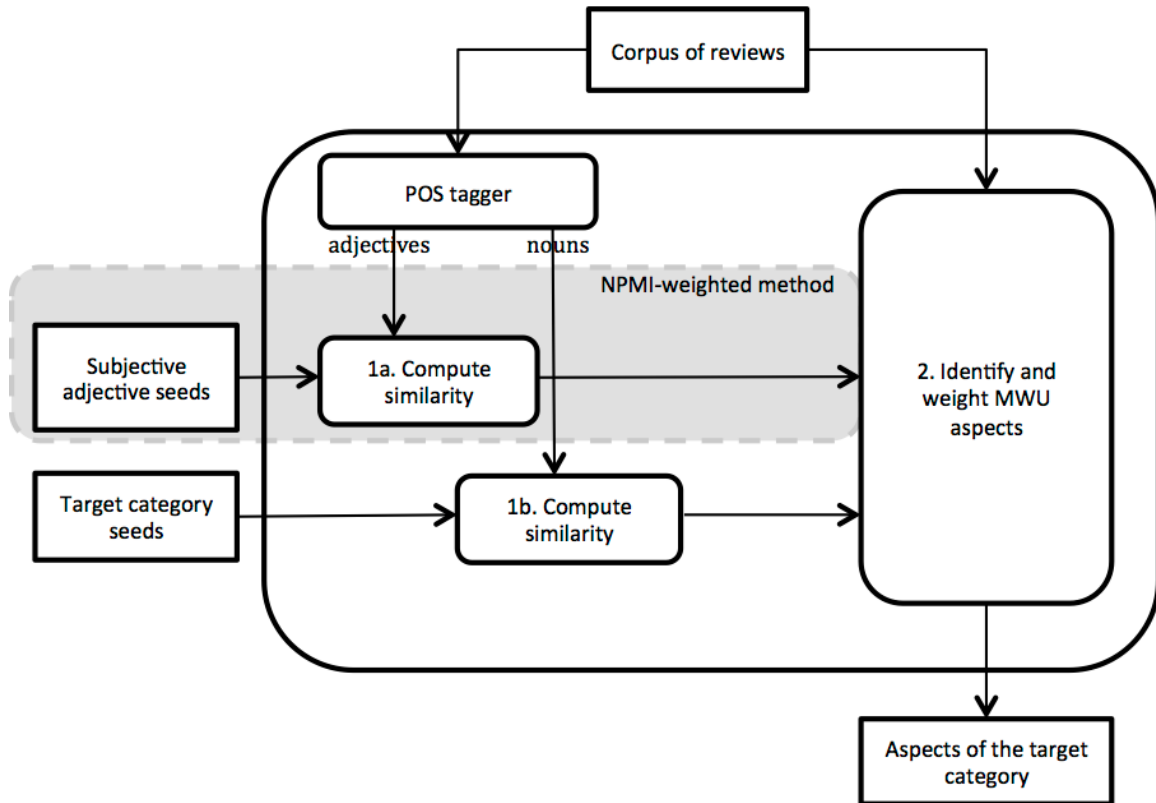 Corpus of reviews
POS tagger
adjectives
nouns
NPMI-weighted method
Subjective
adjective seeds
1a. Compute
similarity
2. Identify and
weight MWU
aspects
Target category
seeds
1b. Compute
similarity
Aspects of the target
category